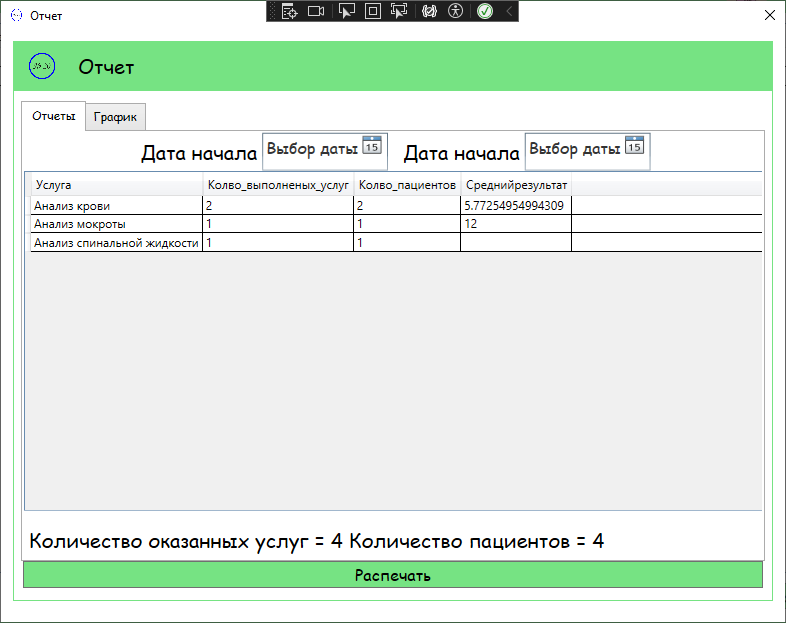 Отчет
Отчет
Отчеты График
Дата начала Выбор даты 15 Дата начала Выбор даты 15
Услуга Колво_выполненых_услуг Колво_пациентов Среднийрезультат
Анализ крови 2 2 5.77254954994309
Анализ мокроты 1 1 12
Анализ спинальной жидкости 1 1
Количество оказанных услуг = 4 Количество пациентов = 4
Распечать